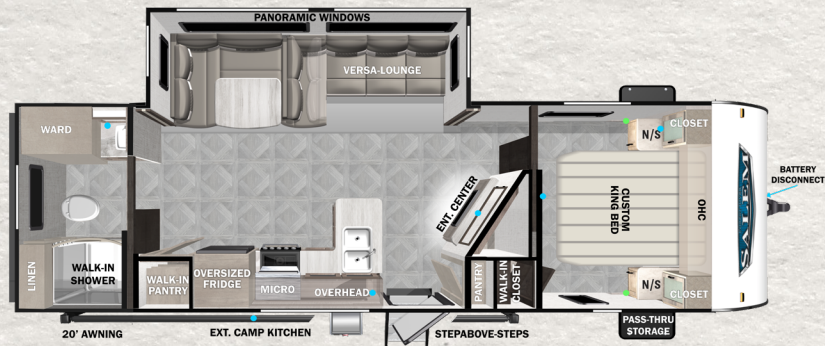 PANORAMIC WINDOWS
VERSA-LOUNGE
WARD
N/S
CLOSET
BATTERY
DISCONNECT
ENT. CENTER
CUSTOM
KING BED
OHC
SALEM
LINEN
WALK-IN
SHOWER
WALK-IN
PANTRY
OVERSIZED
FRIDGE
MICRO
OVERHEAD
PANTRY
WALK-IN
CLOSET
N/S
CLOSET
PASS-THRU
STORAGE
20' AWNING
EXT. CAMP KITCHEN
STEPABOVE-STEPS